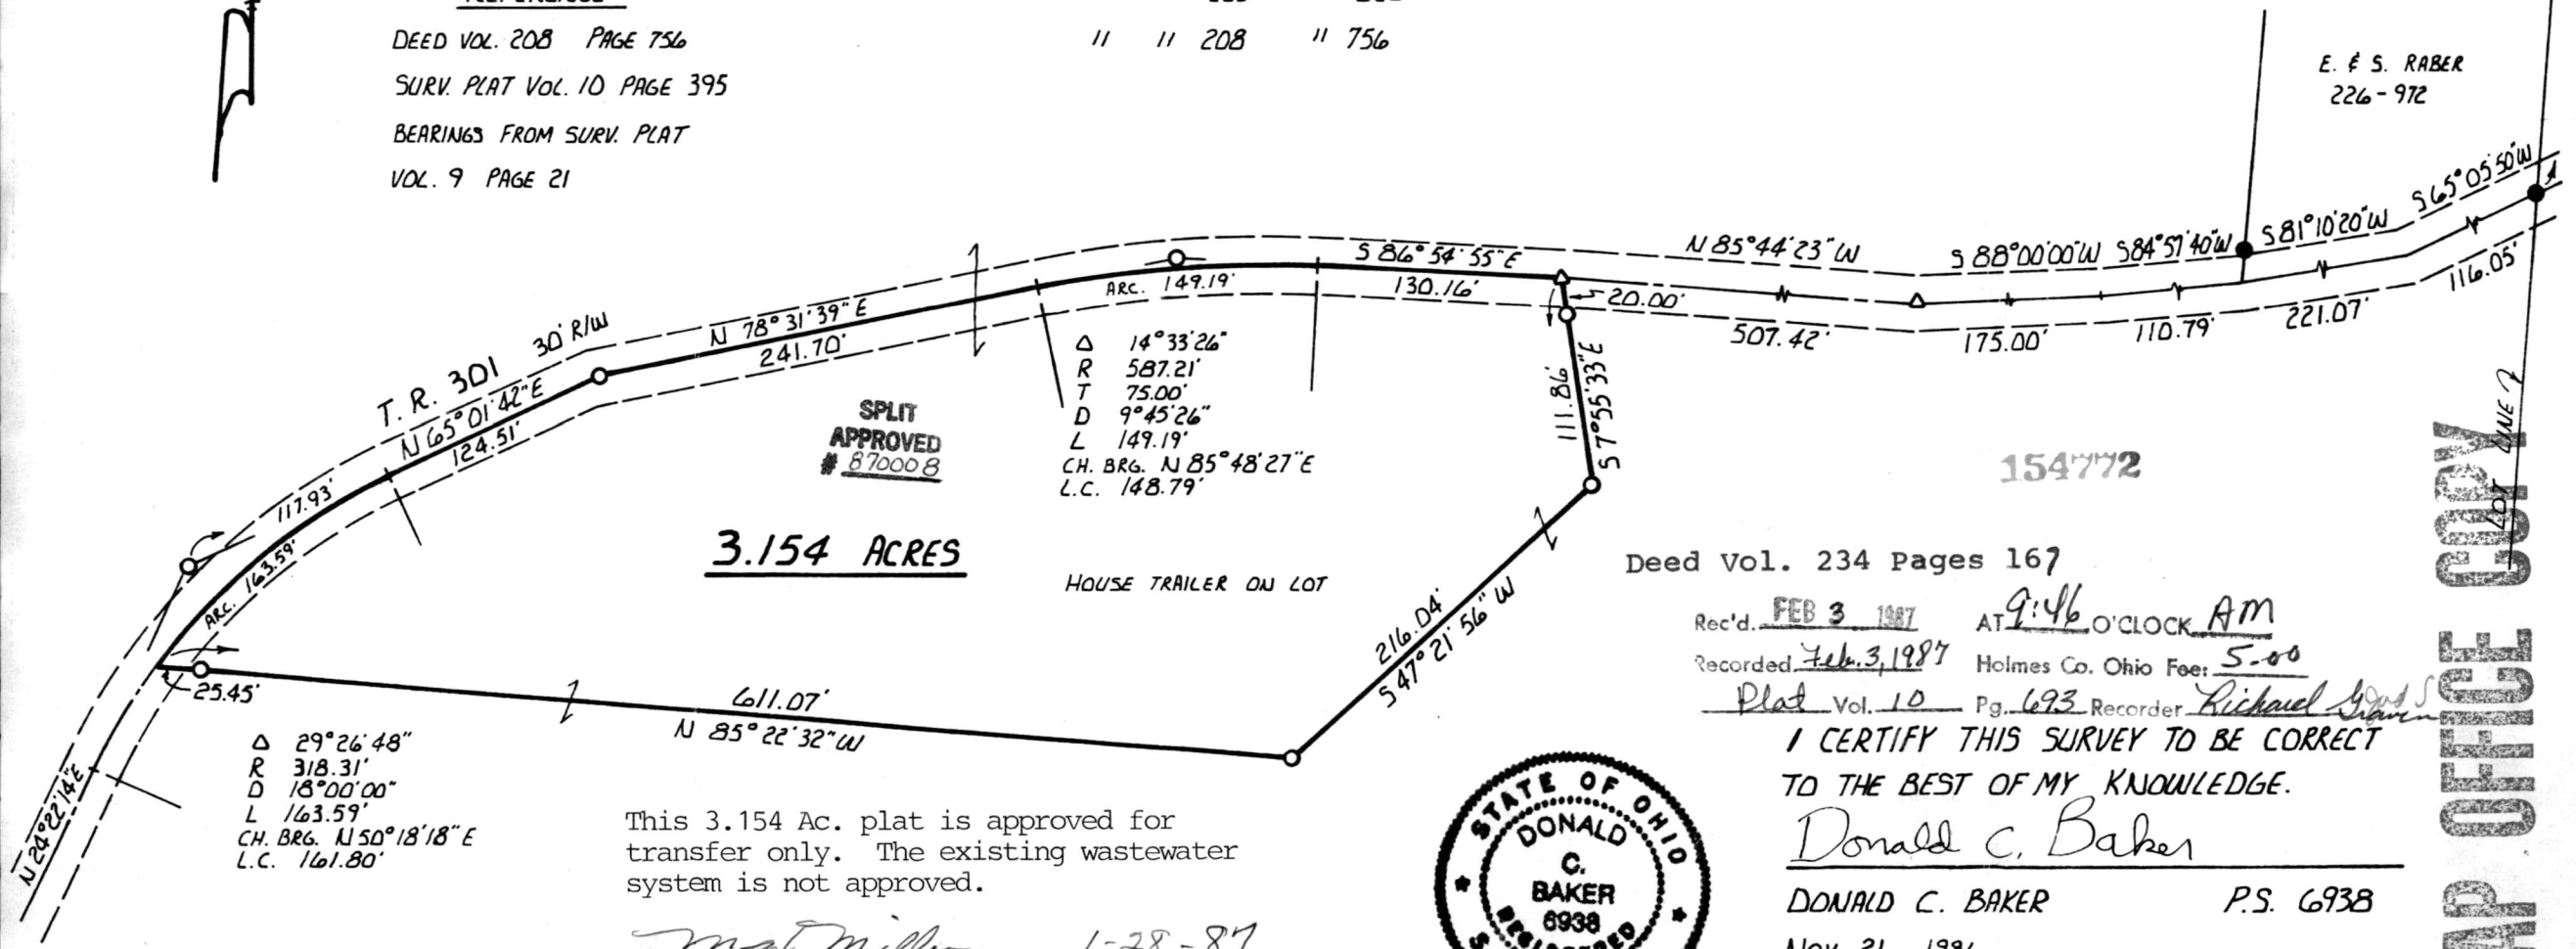 DEED VOL. 208 PAGE 756
SURV. PLAT VOL. 10 PAGE 395
BEARINGS FROM SURV. PLAT
VOL. 9 PAGE 21
" " 208 " 756
E. & S. RABER
226-972
S 65°05'50"W
S 81°10'20"W
S 84°57'40"W
S 88°00'00"W
N 85°44'23"W
S 86°54'55"E
130.16'
20.00'
507.42'
175.00'
110.79'
221.07'
116.05'
ARC. 149.19'
N 78°31'39"E
241.70'
30' R/W
T. R. 301
N 65°01'42"E
124.51'
117.93'
ARC. 163.59'
25.45'
N 24°22'14"E
SPLIT
APPROVED
# 870008
Δ 14°33'26"
R 587.21'
T 75.00'
D 9°45'26"
L 149.19'
CH. BRG. N 85°48'27"E
L.C. 148.79'
111.86'
S 7°55'33"E
3.154 ACRES
HOUSE TRAILER ON LOT
216.04'
S 47°21'56"W
611.07'
N 85°22'32"W
Δ 29°26'48"
R 318.31'
D 18°00'00"
L 163.59'
CH. BRG. N 50°18'18"E
L.C. 161.80'
This 3.154 Ac. plat is approved for
transfer only. The existing wastewater
system is not approved.
1-28-87
154772
LOT LINE
Deed Vol. 234 Pages 167
Rec'd. FEB 3 1987 AT 9:46 O'CLOCK AM
Recorded Feb. 3, 1987 Holmes Co. Ohio Fee: 5.00
Plat Vol. 10 Pg. 693 Recorder Richard Graven
I CERTIFY THIS SURVEY TO BE CORRECT
TO THE BEST OF MY KNOWLEDGE.
Donald C. Baker
DONALD C. BAKER P.S. 6938
STATE OF OHIO
DONALD
C.
BAKER
6938
REGISTERED
OFFICE COPY